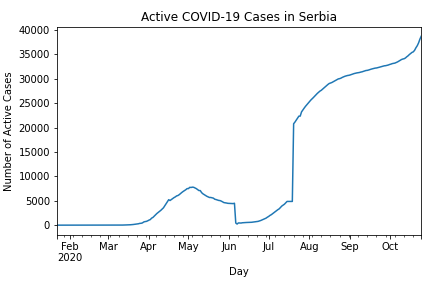 Active COVID-19 Cases in Serbia
Number of Active Cases
40000
35000
30000
25000
20000
15000
10000
5000
0
Feb Mar Apr May Jun Jul Aug Sep Oct
2020
Day